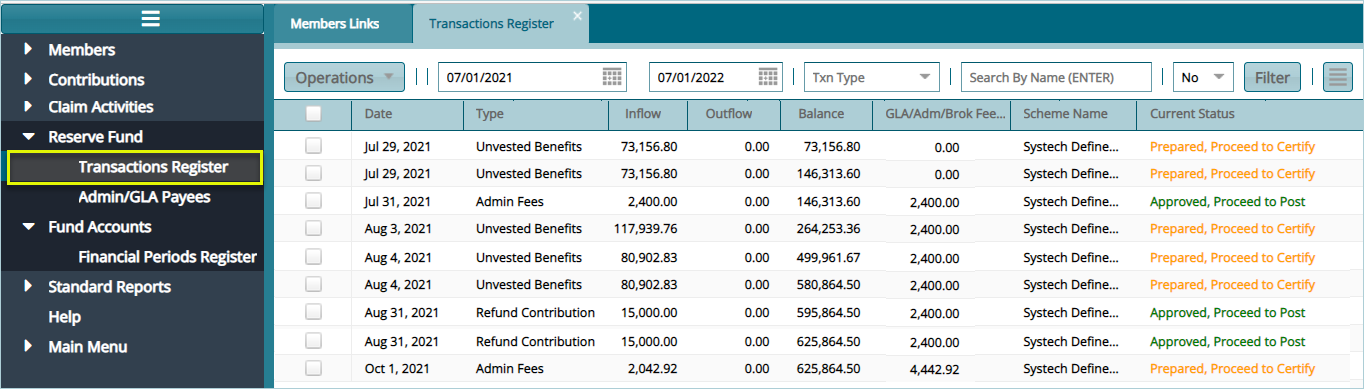 Members Links
Transactions Register
Members
Contributions
Claim Activities
Reserve Fund
Transactions Register
Admin/GLA Payees
Fund Accounts
Financial Periods Register
Standard Reports
Help
Main Menu
Operations 07/01/2021 07/01/2022 Txn Type Search By Name (ENTER) No Filter
Date Type Inflow Outflow Balance GLA/Adm/Brok Fee... Scheme Name Current Status
Jul 29, 2021 Unvested Benefits 73,156.80 0.00 73,156.80 0.00 Systech Define... Prepared, Proceed to Certify
Jul 29, 2021 Unvested Benefits 73,156.80 0.00 146,313.60 0.00 Systech Define... Prepared, Proceed to Certify
Jul 31, 2021 Admin Fees 2,400.00 0.00 146,313.60 2,400.00 Systech Define... Approved, Proceed to Post
Aug 3, 2021 Unvested Benefits 117,939.76 0.00 264,253.36 2,400.00 Systech Define... Prepared, Proceed to Certify
Aug 4, 2021 Unvested Benefits 80,902.83 0.00 499,961.67 2,400.00 Systech Define... Prepared, Proceed to Certify
Aug 4, 2021 Unvested Benefits 80,902.83 0.00 580,864.50 2,400.00 Systech Define... Prepared, Proceed to Certify
Aug 31, 2021 Refund Contribution 15,000.00 0.00 595,864.50 2,400.00 Systech Define... Approved, Proceed to Post
Aug 31, 2021 Refund Contribution 15,000.00 0.00 625,864.50 2,400.00 Systech Define... Approved, Proceed to Post
Oct 1, 2021 Admin Fees 2,042.92 0.00 625,864.50 4,442.92 Systech Define... Prepared, Proceed to Certify